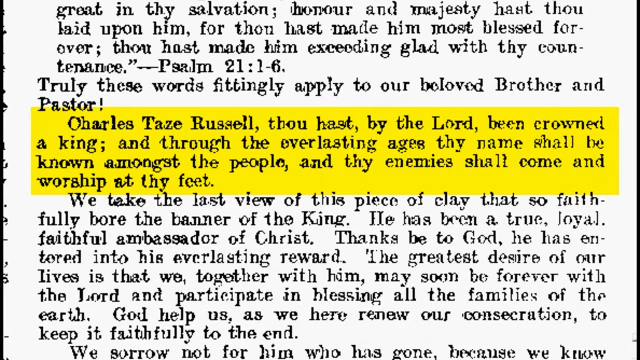 great in thy salvation; honour and majesty hast thou
laid upon him, for thou hast made him most blessed for-
ever; thou hast made him exceeding glad with thy coun-
tenance."—Psalm 21:1-6.
Truly these words fittingly apply to our beloved Brother and
Pastor!
Charles Taze Russell, thou hast, by the Lord, been crowned
a king; and through the everlasting ages thy name shall be
known amongst the people, and thy enemies shall come and
worship at thy feet.
We take the last view of this piece of clay that so faith-
fully bore the banner of the King. He has been a true, loyal,
faithful ambassador of Christ. Thanks be to God, he has en-
tered into his everlasting reward. The greatest desire of our
lives is that we, together with him, may soon be forever with
the Lord and participate in blessing all the families of the
earth. God help us, as we here renew our consecration, to
keep it faithfully to the end.
We sorrow not for him who has gone, because we know